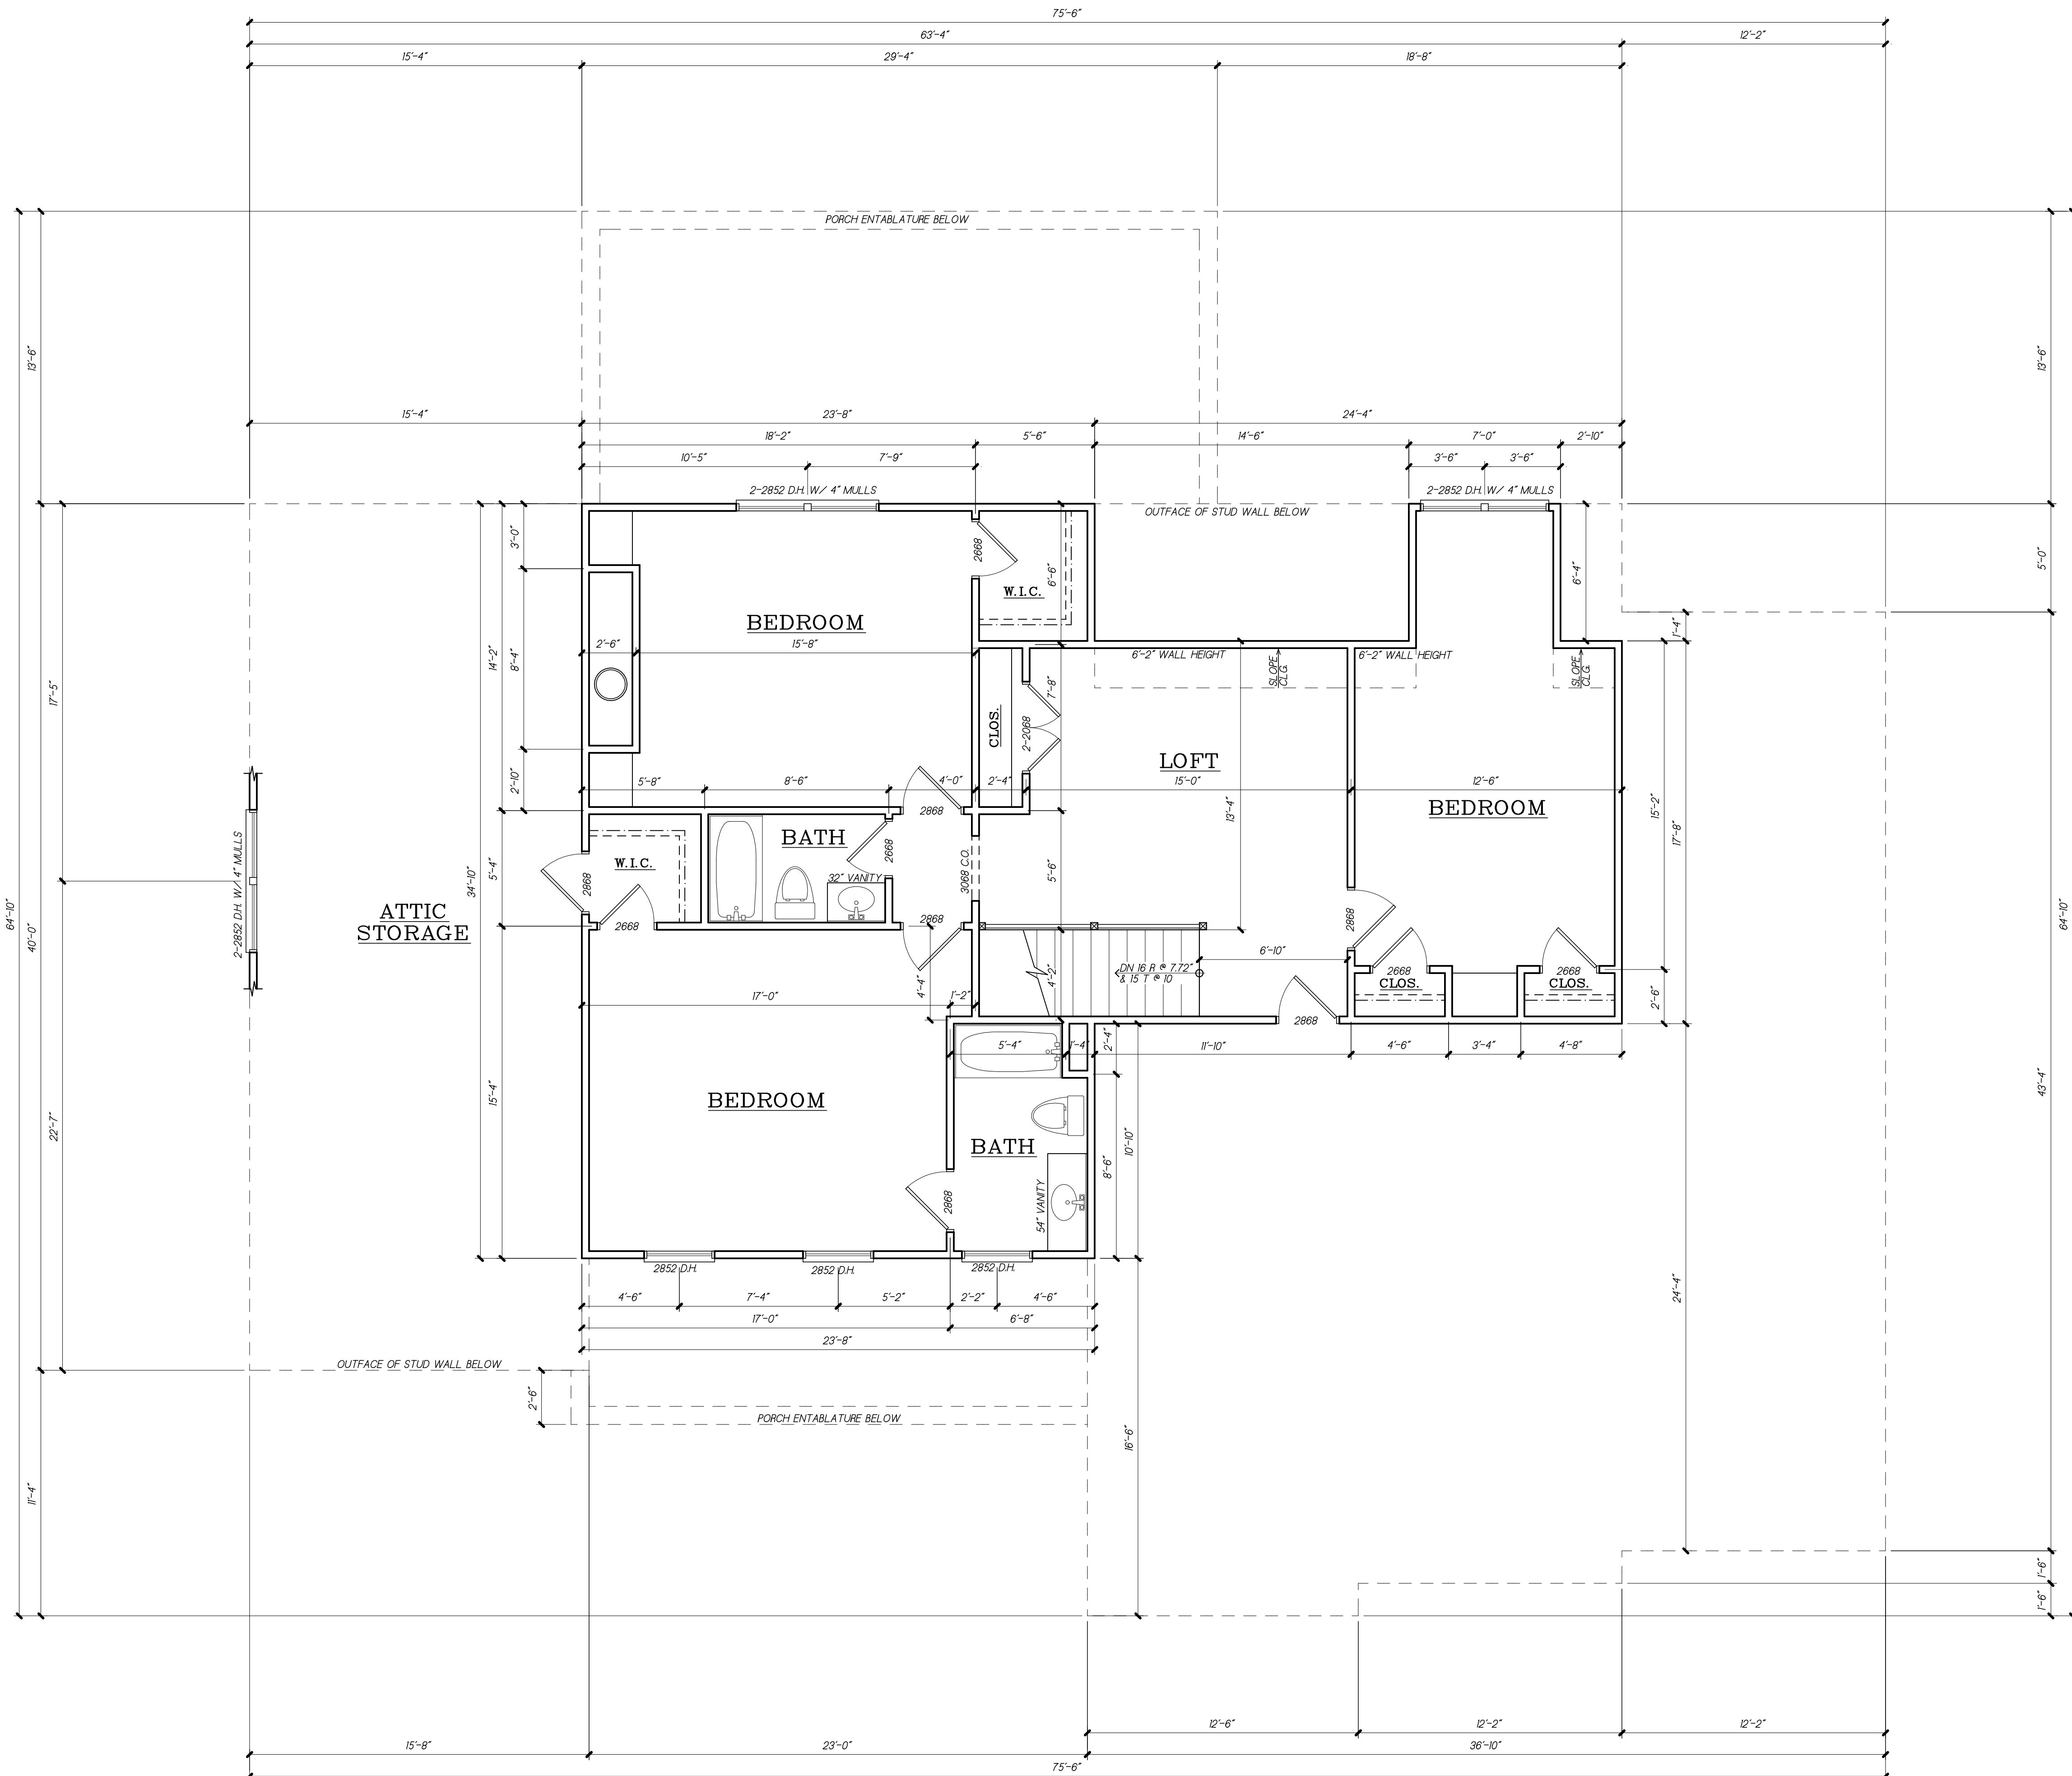 75'-6"
63'-4"
12'-2"
15'-4"
29'-4"
18'-8"
PORCH ENTABLATURE BELOW
13'-6"
13'-6"
15'-4"
23'-8"
24'-4"
18'-2"
5'-6"
14'-6"
7'-0"
2'-10"
10'-5"
7'-9"
3'-6"
3'-6"
2-2852 D.H. W/ 4" MULLS
2-2852 D.H. W/ 4" MULLS
OUTFACE OF STUD WALL BELOW
3'-0"
2668
6'-6"
6'-4"
5'-0"
W.I.C.
BEDROOM
15'-8"
2'-6"
1'-4"
6'-2" WALL HEIGHT
6'-2" WALL HEIGHT
SLOPE
CLG.
SLOPE
CLG.
14'-2"
8'-4"
17'-5"
7'-8"
CLOS.
2-2068
LOFT
15'-0"
12'-6"
2'-10"
5'-8"
8'-6"
4'-0"
2'-4"
13'-4"
BEDROOM
15'-2"
17'-8"
2868
BATH
2668
W.I.C.
32" VANITY
3068 C.O.
5'-6"
5'-4"
34'-10"
2868
2-2852 D.H. W/ 4" MULLS
ATTIC
STORAGE
64'-10"
40'-0"
64'-10"
2668
2868
2868
6'-10"
DN 16 R @ 7.72"
& 15 T @ 10
4'-2"
4'-4"
2668
CLOS.
2668
CLOS.
2'-6"
17'-0"
1'-2"
2868
5'-4"
1'-4"
2'-4"
11'-10"
4'-6"
3'-4"
4'-8"
15'-4"
22'-7"
43'-4"
BEDROOM
BATH
10'-10"
8'-6"
2868
54" VANITY
2852 D.H.
2852 D.H.
2852 D.H.
24'-4"
4'-6"
7'-4"
5'-2"
2'-2"
4'-6"
17'-0"
6'-8"
23'-8"
OUTFACE OF STUD WALL BELOW
2'-6"
PORCH ENTABLATURE BELOW
16'-6"
11'-4"
1'-6"
1'-6"
12'-6"
12'-2"
12'-2"
15'-8"
23'-0"
36'-10"
75'-6"